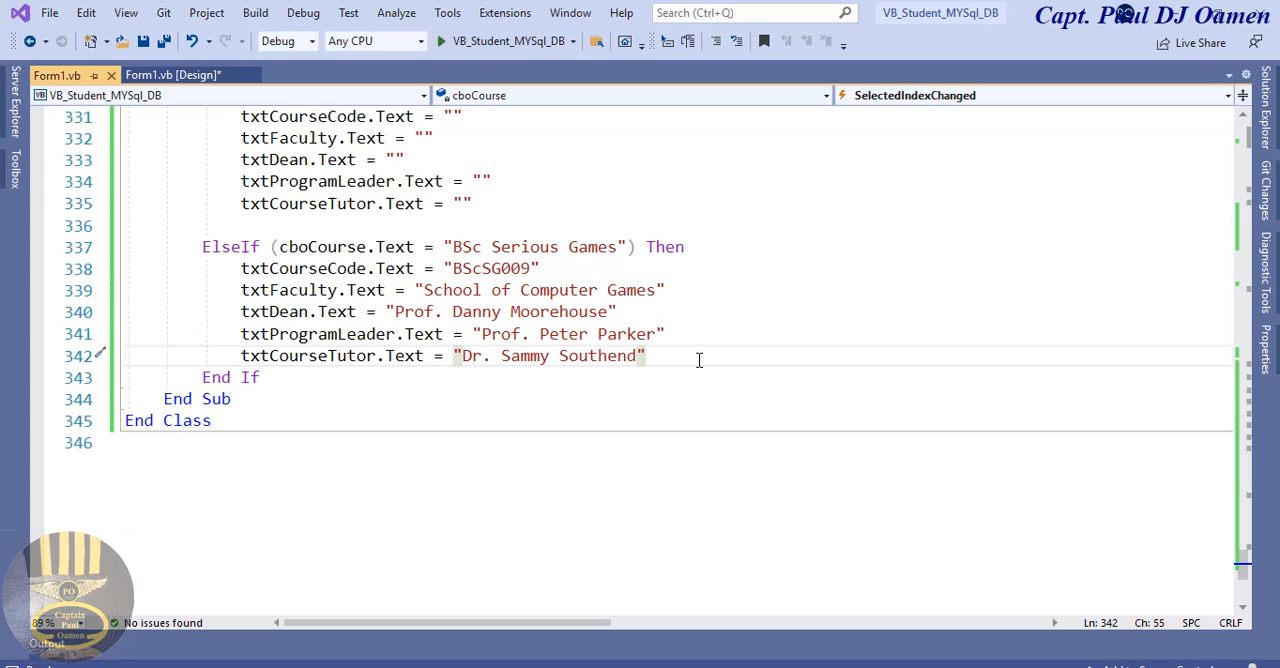 File Edit View Git Project Build Debug Test Analyze Tools Extensions Window Help Search (Ctrl+Q) VB_Student_MYSql_DB
Capt. Paul DJ Oamen
Debug Any CPU VB_Student_MYSql_DB Live Share
Form1.vb Form1.vb [Design]*
VB_Student_MYSql_DB cboCourse SelectedIndexChanged
Server Explorer
Toolbox
331 txtCourseCode.Text = ""
332 txtFaculty.Text = ""
333 txtDean.Text = ""
334 txtProgramLeader.Text = ""
335 txtCourseTutor.Text = ""
336
337 ElseIf (cboCourse.Text = "BSc Serious Games") Then
338 txtCourseCode.Text = "BScSG009"
339 txtFaculty.Text = "School of Computer Games"
340 txtDean.Text = "Prof. Danny Moorehouse"
341 txtProgramLeader.Text = "Prof. Peter Parker"
342 txtCourseTutor.Text = "Dr. Sammy Southend"
343 End If
344 End Sub
345 End Class
346
Solution Explorer
Git Changes
Diagnostic Tools
Properties
PO
Captain
Paul
Oamen
89 % No issues found Ln: 342 Ch: 55 SPC CRLF
Output